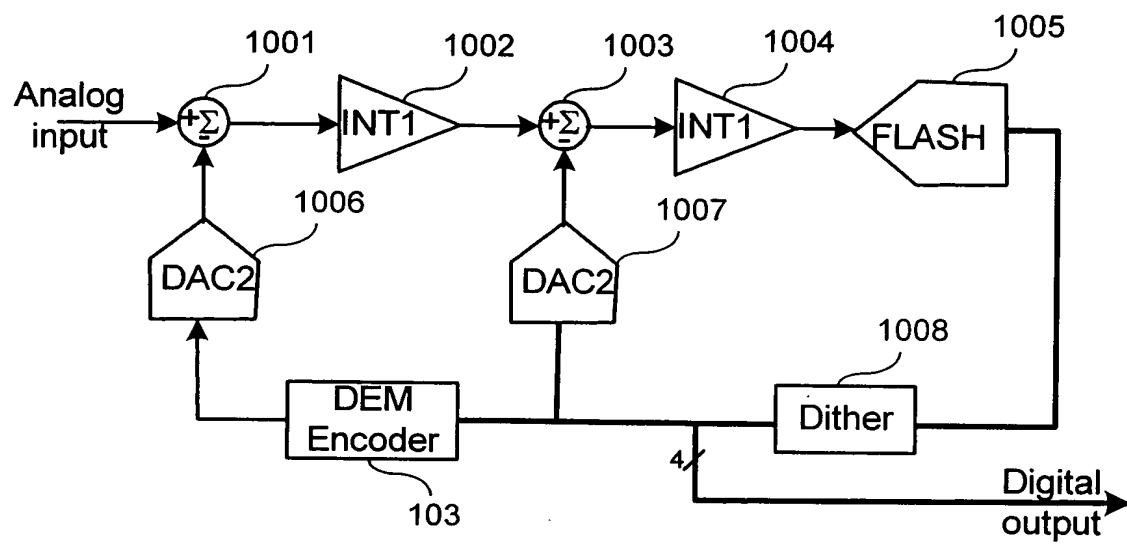 1001
1002
1003
1004
1005
Analog
input
+Σ
-
INT1
+Σ
-
INT1
FLASH
1006
1007
DAC2
DAC2
1008
DEM
Encoder
Dither
4
103
Digital
output